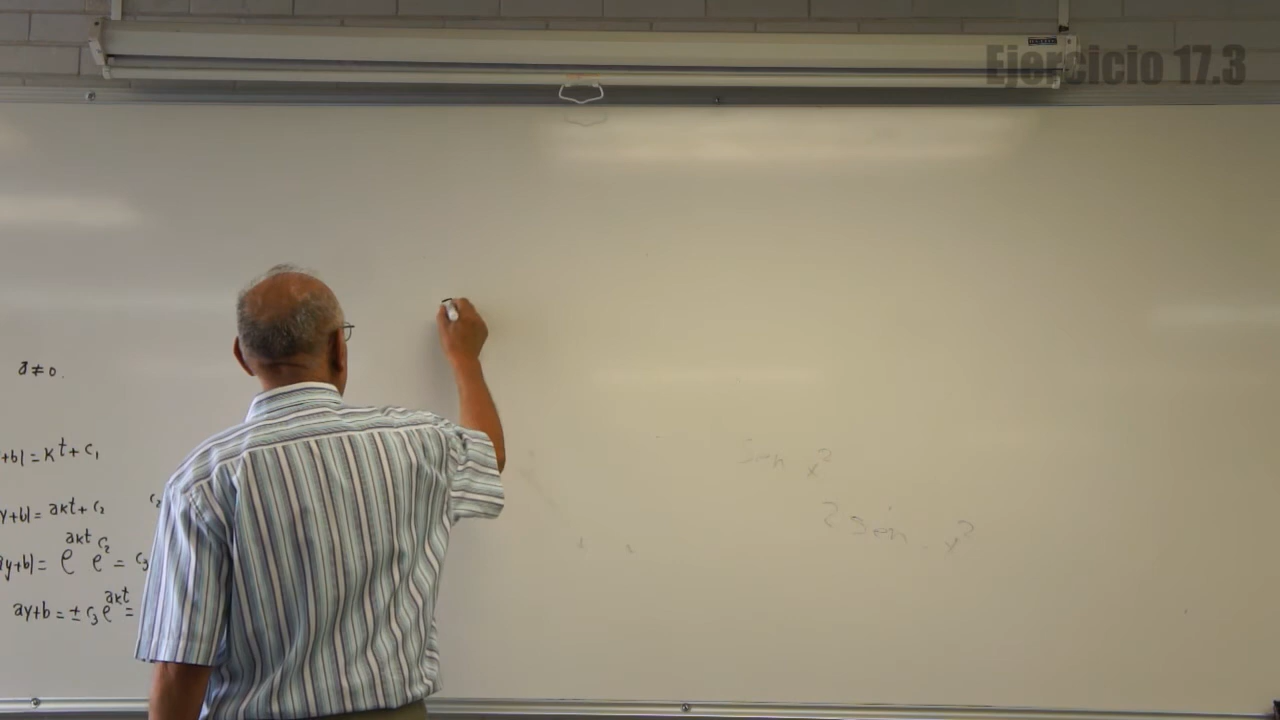 Ejercicio 17.3
a ≠ 0.
+b| = kt + c₁
y+b| = akt + c₂
ay+b| = e^{akt} e^{c₂} = c₃
ay+b = ± c₃ e^{akt} =
sen x²
2 sen x²